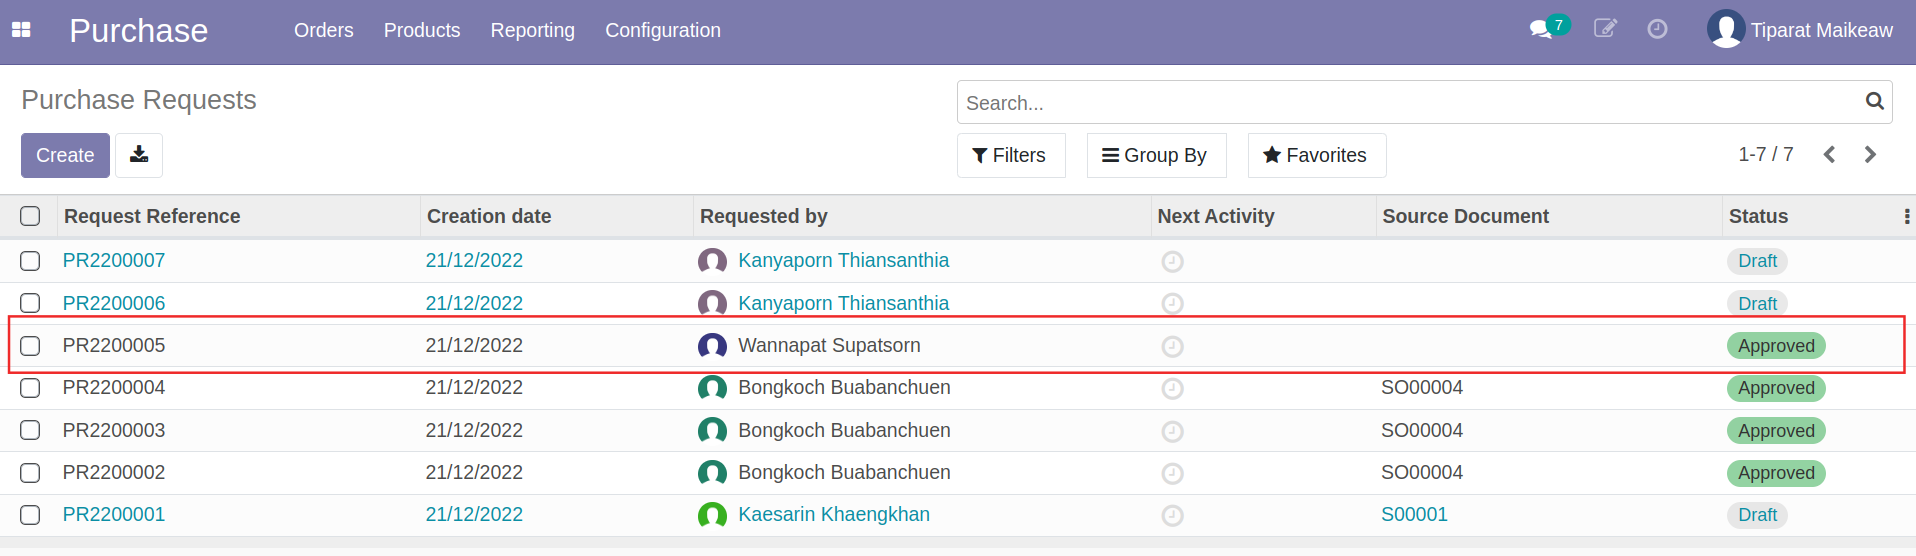 Purchase Orders Products Reporting Configuration 7 Tiparat Maikeaw
Purchase Requests Search...
Create Filters Group By Favorites 1-7 / 7
Request Reference Creation date Requested by Next Activity Source Document Status
PR2200007 21/12/2022 Kanyaporn Thiansanthia Draft
PR2200006 21/12/2022 Kanyaporn Thiansanthia Draft
PR2200005 21/12/2022 Wannapat Supatsorn Approved
PR2200004 21/12/2022 Bongkoch Buabanchuen SO00004 Approved
PR2200003 21/12/2022 Bongkoch Buabanchuen SO00004 Approved
PR2200002 21/12/2022 Bongkoch Buabanchuen SO00004 Approved
PR2200001 21/12/2022 Kaesarin Khaengkhan S00001 Draft